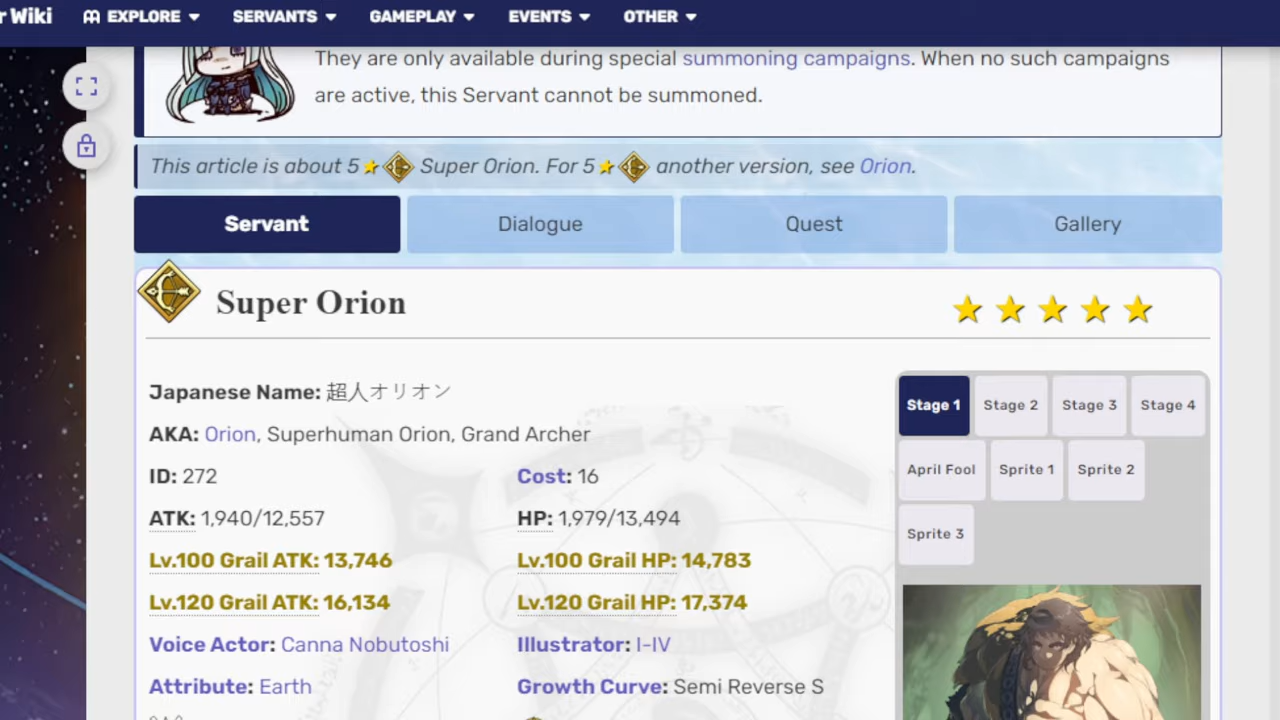 r Wiki EXPLORE SERVANTS GAMEPLAY EVENTS OTHER
They are only available during special summoning campaigns. When no such campaigns
are active, this Servant cannot be summoned.
This article is about 5 Super Orion. For 5 another version, see Orion.
Servant Dialogue Quest Gallery
Super Orion
Japanese Name: 超人オリオン
AKA: Orion, Superhuman Orion, Grand Archer
ID: 272 Cost: 16
ATK: 1,940/12,557 HP: 1,979/13,494
Lv.100 Grail ATK: 13,746 Lv.100 Grail HP: 14,783
Lv.120 Grail ATK: 16,134 Lv.120 Grail HP: 17,374
Voice Actor: Canna Nobutoshi Illustrator: I-IV
Attribute: Earth Growth Curve: Semi Reverse S
Stage 1 Stage 2 Stage 3 Stage 4
April Fool Sprite 1 Sprite 2
Sprite 3